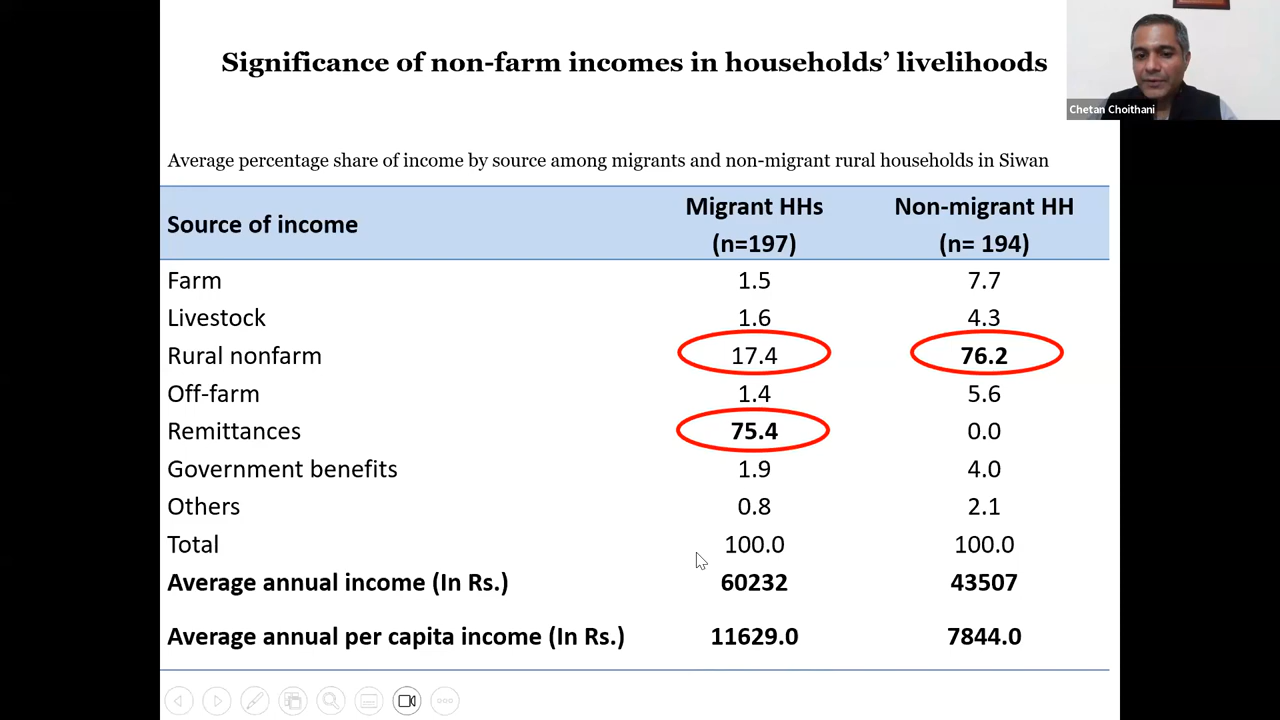 Significance of non-farm incomes in households’ livelihoods
Chetan Choithani
Average percentage share of income by source among migrants and non-migrant rural households in Siwan
Source of income Migrant HHs (n=197) Non-migrant HH (n= 194)
Farm 1.5 7.7
Livestock 1.6 4.3
Rural nonfarm 17.4 76.2
Off-farm 1.4 5.6
Remittances 75.4 0.0
Government benefits 1.9 4.0
Others 0.8 2.1
Total 100.0 100.0
Average annual income (In Rs.) 60232 43507
Average annual per capita income (In Rs.) 11629.0 7844.0